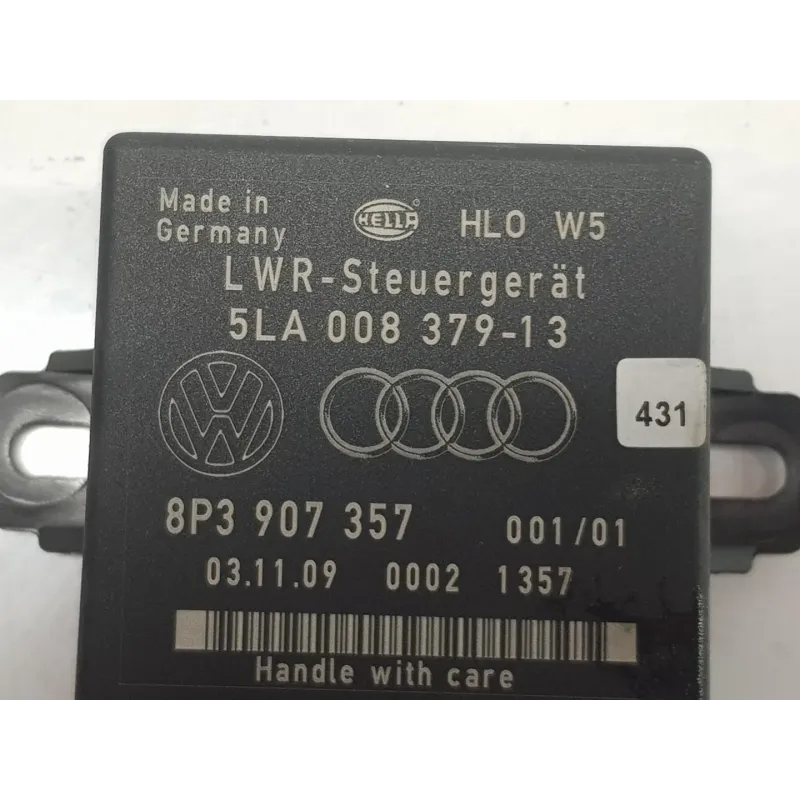 Made in HELLA HLO W5
Germany
LWR-Steuergerät
5LA 008 379-13
431
8P3 907 357 001/01
03.11.09 0002 1357
Handle with care